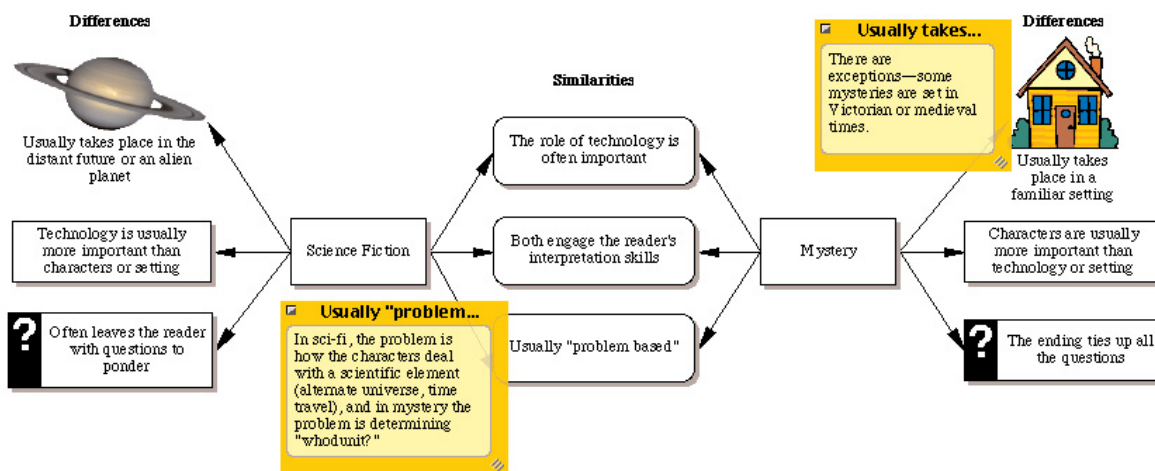 Differences
Usually takes place in the
distant future or an alien
planet
Technology is usually
more important than
characters or setting
?
Often leaves the reader
with questions to
ponder
Science Fiction
Usually "problem...
In sci-fi, the problem is
how the characters deal
with a scientific element
(alternate universe, time
travel), and in mystery the
problem is determining
"whodunit?"
Similarities
The role of technology is
often important
Both engage the reader's
interpretation skills
Usually "problem based"
Mystery
Usually takes...
There are
exceptions—some
mysteries are set in
Victorian or medieval
times.
Differences
Usually takes
place in a
familiar setting
Characters are usually
more important than
technology or setting
?
The ending ties up all
the questions